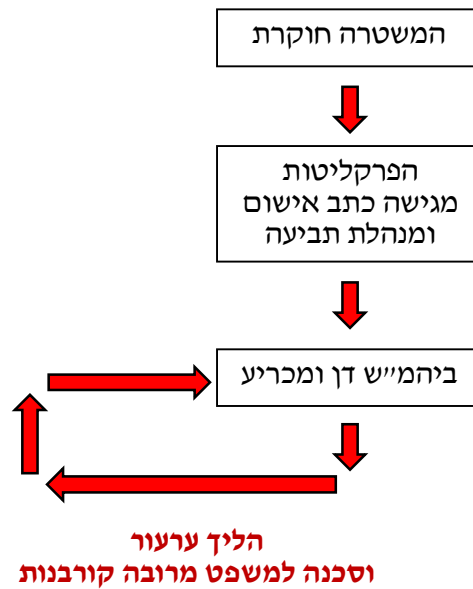 המשטרה חוקרת
הפרקליטות
מגישה כתב אישום
ומנהלת תביעה
ביהמ״ש דן ומכריע
הליך ערעור
וסכנה למשפט מרובה קורבנות